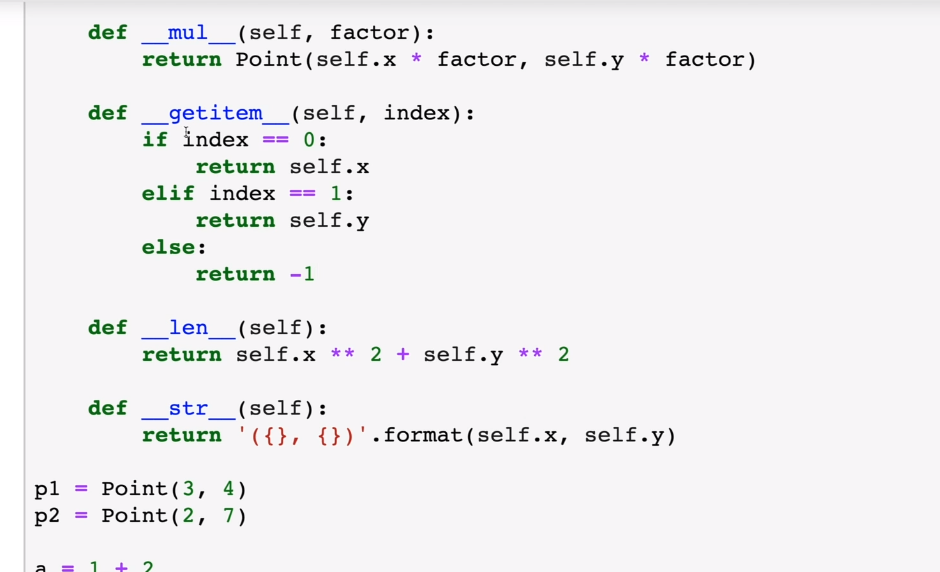 def __mul__(self, factor):
return Point(self.x * factor, self.y * factor)
def __getitem__(self, index):
if index == 0:
return self.x
elif index == 1:
return self.y
else:
return -1
def __len__(self):
return self.x ** 2 + self.y ** 2
def __str__(self):
return '({}, {})'.format(self.x, self.y)
p1 = Point(3, 4)
p2 = Point(2, 7)
a = 1 + 2